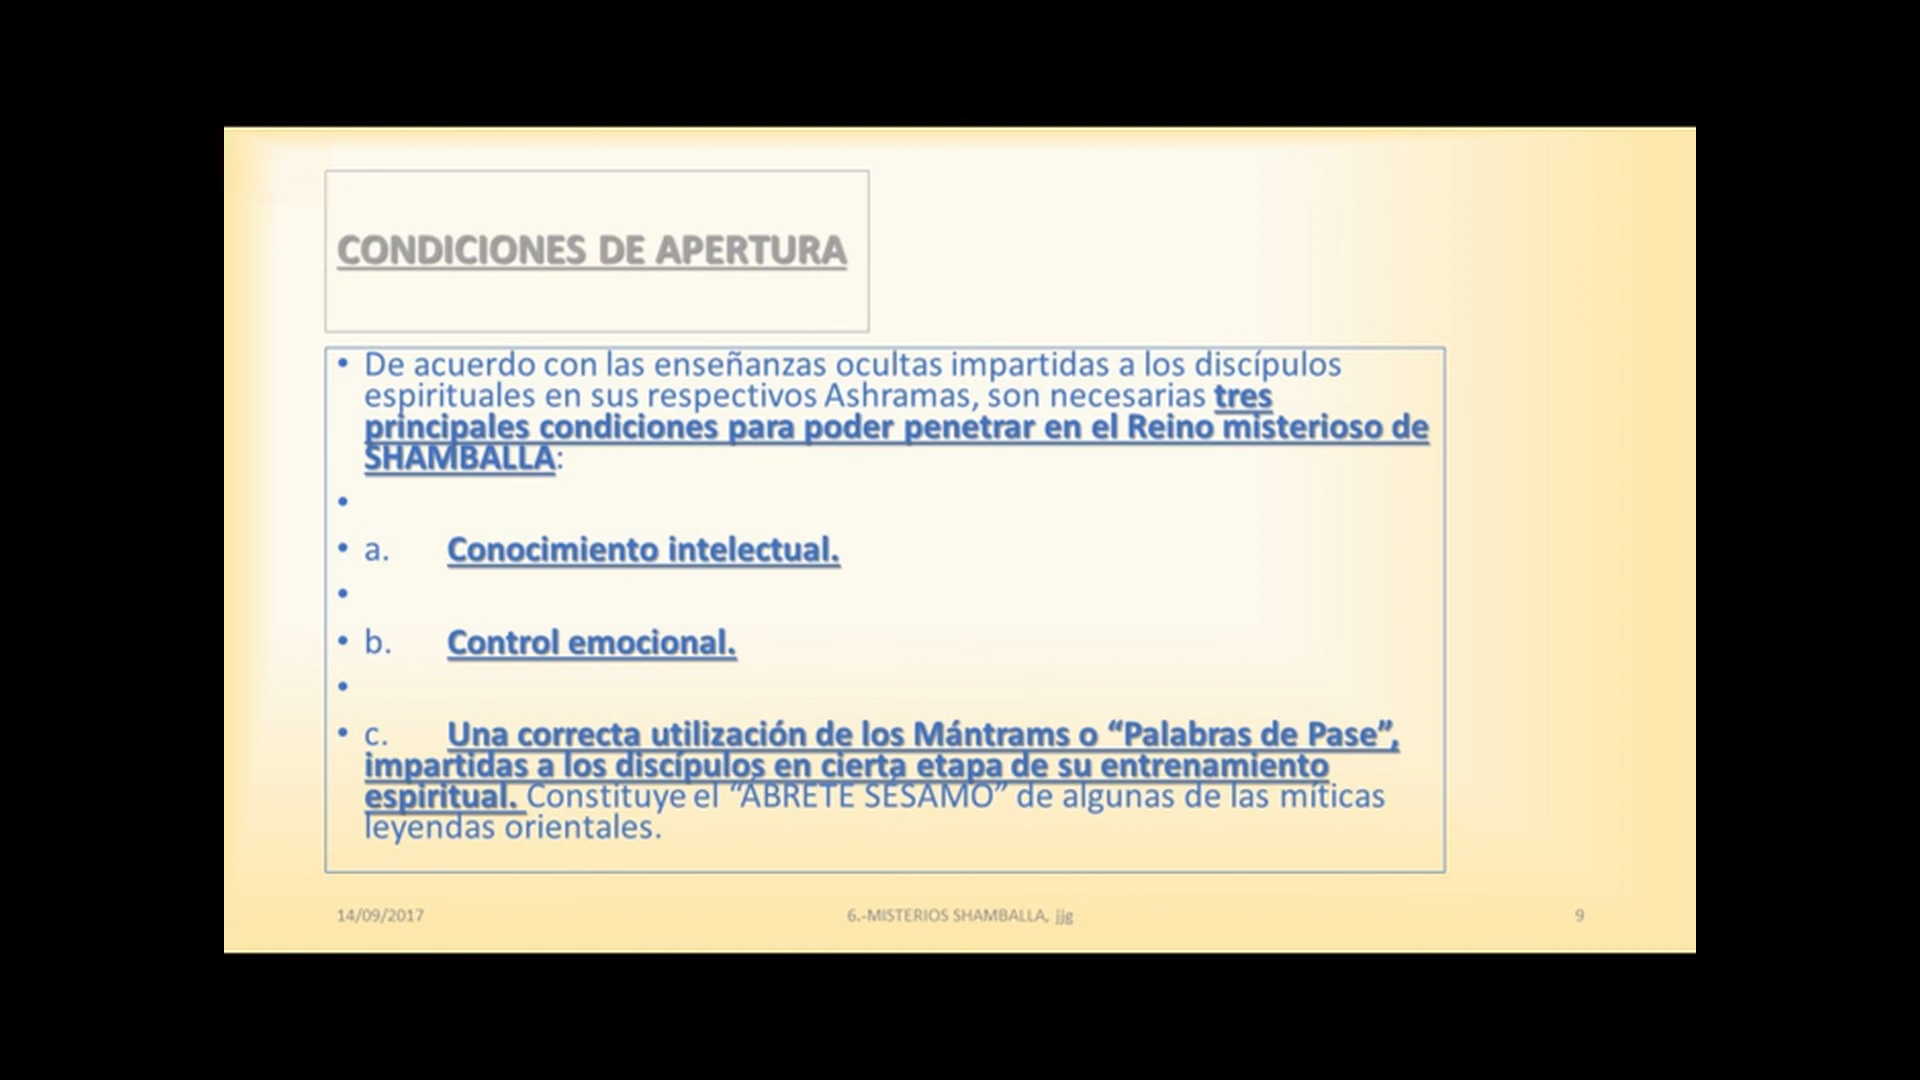 CONDICIONES DE APERTURA
• De acuerdo con las enseñanzas ocultas impartidas a los discípulos
espirituales en sus respectivos Ashramas, son necesarias tres
principales condiciones para poder penetrar en el Reino misterioso de
SHAMBALLA:
•
• a. Conocimiento intelectual.
•
• b. Control emocional.
•
• c. Una correcta utilización de los Mántrams o “Palabras de Pase”,
impartidas a los discípulos en cierta etapa de su entrenamiento
espiritual. Constituye el “ÁBRETE SÉSAMO” de algunas de las míticas
leyendas orientales.
14/09/2017 6.-MISTERIOS SHAMBALLA, jjg 9